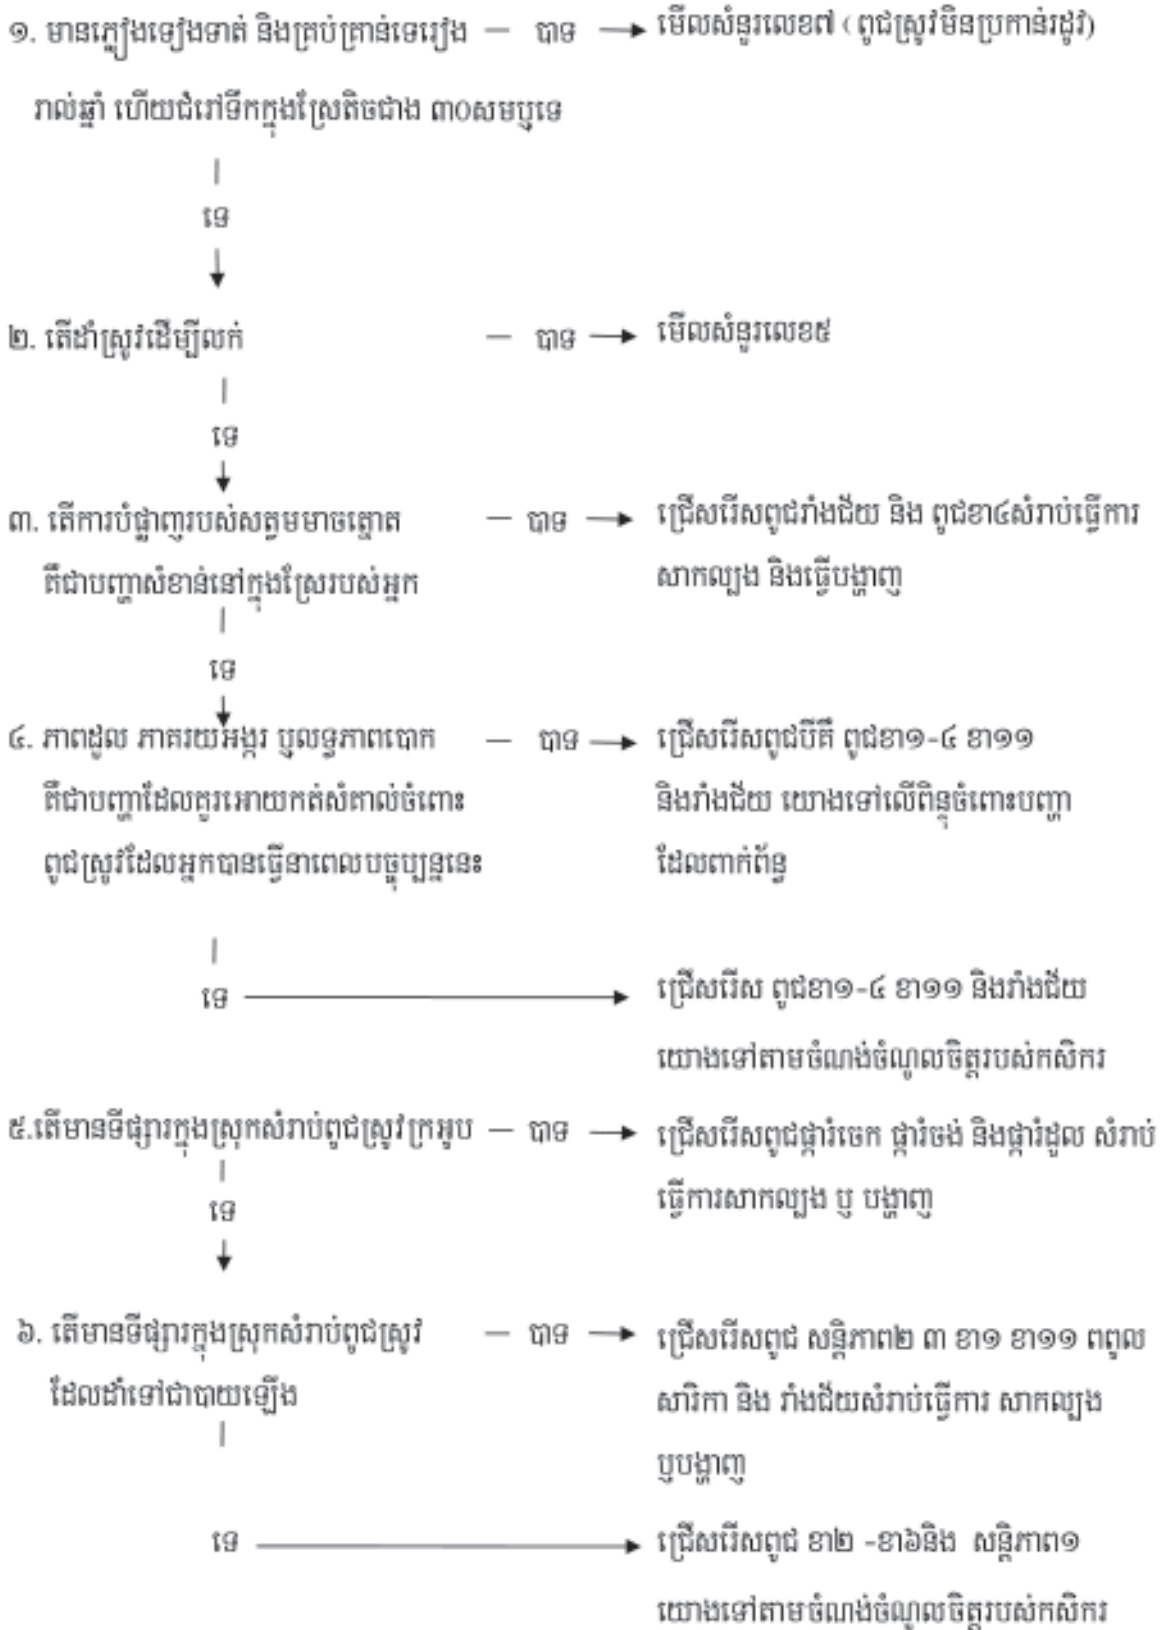 ១. មានភ្លៀងទៀងទាត់ និងគ្រប់គ្រាន់ទេរៀង — បាទ → មើលសំនួរលេខ៧ ( ពូជស្រូវមិនប្រកាន់រដូវ)
រាល់ឆ្នាំ ហើយជំរៅទឹកក្នុងស្រែតិចជាង ៣០សមឬទេ
ទេ
២. តើដាំស្រូវដើម្បីលក់ — បាទ → មើលសំនួរលេខ៥
ទេ
៣. តើការបំផ្លាញរបស់សត្វមមាចត្នោត — បាទ → ជ្រើសរើសពូជរាំងជ័យ និង ពូជខា៤សំរាប់ធ្វើការ
គឺជាបញ្ហាសំខាន់នៅក្នុងស្រែរបស់អ្នក សាកល្បង និងធ្វើបង្ហាញ
ទេ
៤. ភាពដួល ភាគរយអង្ករ ឬលទ្ធភាពបោក — បាទ → ជ្រើសរើសពូជបីគឺ ពូជខា១-៤ ខា១១
គឺជាបញ្ហាដែលគួរអោយកត់សំគាល់ចំពោះ និងរាំងជ័យ យោងទៅលើពិន្ទុចំពោះបញ្ហា
ពូជស្រូវដែលអ្នកបានធ្វើនាពេលបច្ចុប្បន្ននេះ ដែលពាក់ព័ន្ធ
ទេ → ជ្រើសរើស ពូជខា១-៤ ខា១១ និងរាំងជ័យ
យោងទៅតាមចំណង់ចំណូលចិត្តរបស់កសិករ
៥.តើមានទីផ្សារក្នុងស្រុកសំរាប់ពូជស្រូវក្រអូប — បាទ → ជ្រើសរើសពូជផ្ការំចេក ផ្ការំចង់ និងផ្ការំដួល សំរាប់
ធ្វើការសាកល្បង ឬ បង្ហាញ
ទេ
៦. តើមានទីផ្សារក្នុងស្រុកសំរាប់ពូជស្រូវ — បាទ → ជ្រើសរើសពូជ សន្តិភាព២ ៣ ខា១ ខា១១ ពពូល
ដែលដាំទៅជាបាយឡើង សារិកា និង រាំងជ័យសំរាប់ធ្វើការ សាកល្បង
ឬបង្ហាញ
ទេ → ជ្រើសរើសពូជ ខា២ -ខា៦និង សន្តិភាព១
យោងទៅតាមចំណង់ចំណូលចិត្តរបស់កសិករ